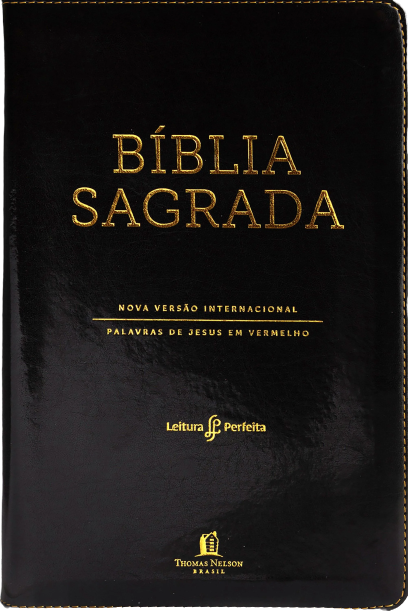 BÍBLIA
SAGRADA
NOVA VERSÃO INTERNACIONAL
PALAVRAS DE JESUS EM VERMELHO
Leitura Perfeita
THOMAS NELSON
BRASIL